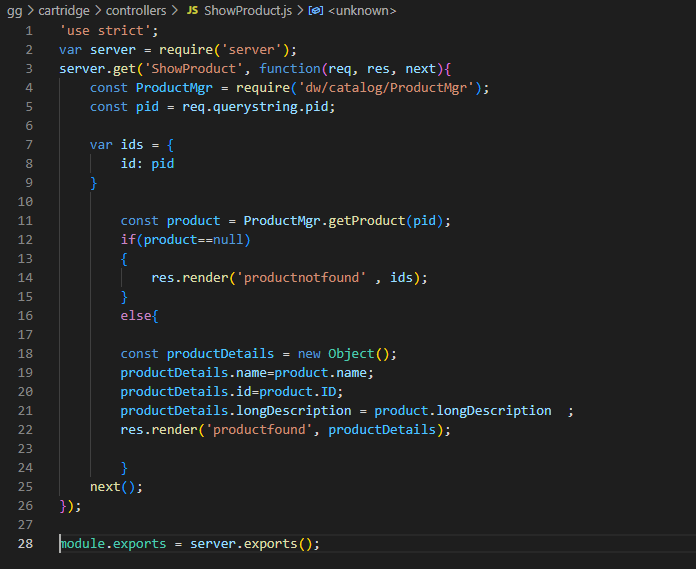 gg > cartridge > controllers > JS ShowProduct.js > <unknown>
1 'use strict';
2 var server = require('server');
3 server.get('ShowProduct', function(req, res, next){
4 const ProductMgr = require('dw/catalog/ProductMgr');
5 const pid = req.querystring.pid;
6
7 var ids = {
8 id: pid
9 }
10
11 const product = ProductMgr.getProduct(pid);
12 if(product==null)
13 {
14 res.render('productnotfound' , ids);
15 }
16 else{
17
18 const productDetails = new Object();
19 productDetails.name=product.name;
20 productDetails.id=product.ID;
21 productDetails.longDescription = product.longDescription  ;
22 res.render('productfound', productDetails);
23
24 }
25 next();
26 });
27
28 module.exports = server.exports();